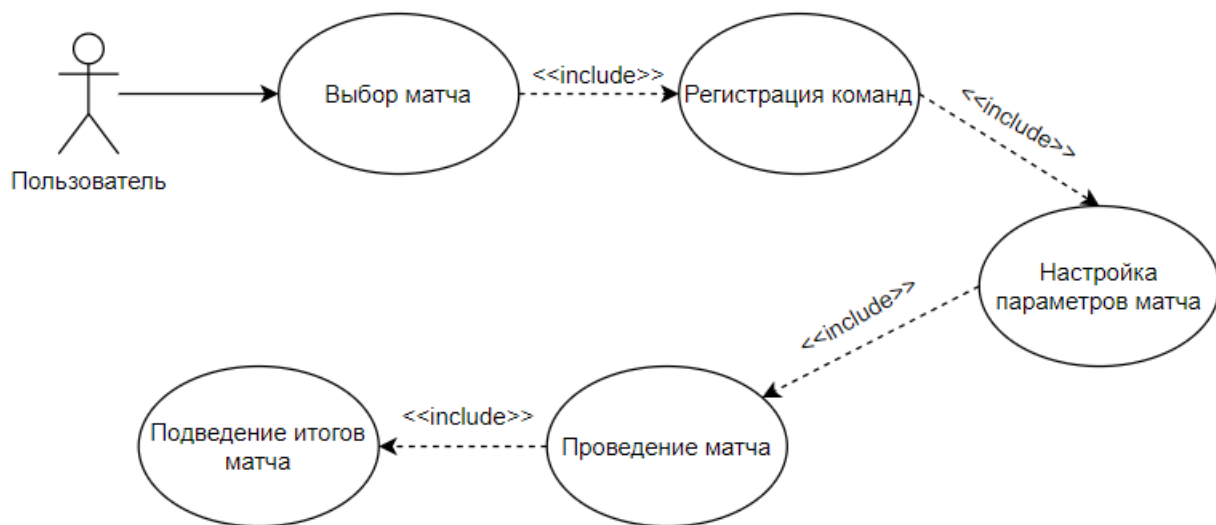 Пользователь
Выбор матча
<<include>>
Регистрация команд
<<include>>
Настройка
параметров матча
<<include>>
Проведение матча
<<include>>
Подведение итогов
матча